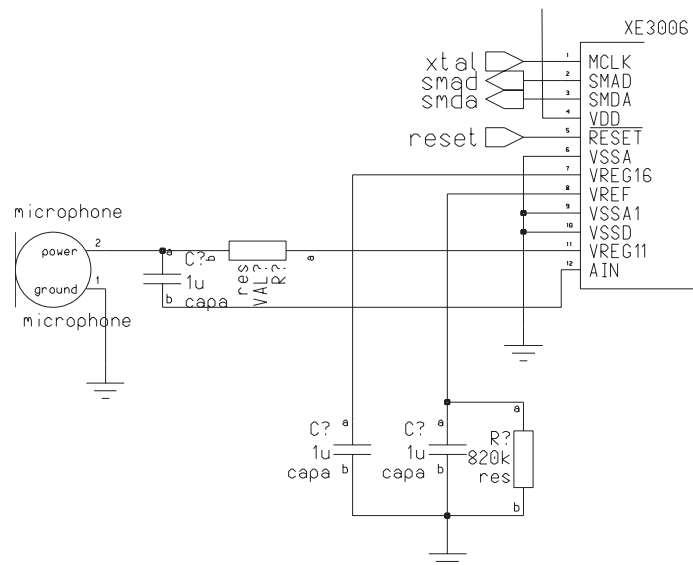 XE3006
xtal
smad
smda
reset
1 MCLK
2 SMAD
3 SMDA
4 VDD
5 RESET
6 VSSA
7 VREG16
8 VREF
9 VSSA1
10 VSSD
11 VREG11
12 AIN
microphone
power 2
ground 1
microphone
a
C?
1u
b
capa
b
res
VAL?
R?
a
a
C?
1u
b
capa
a
C?
1u
b
capa
a
R?
820k
res
b